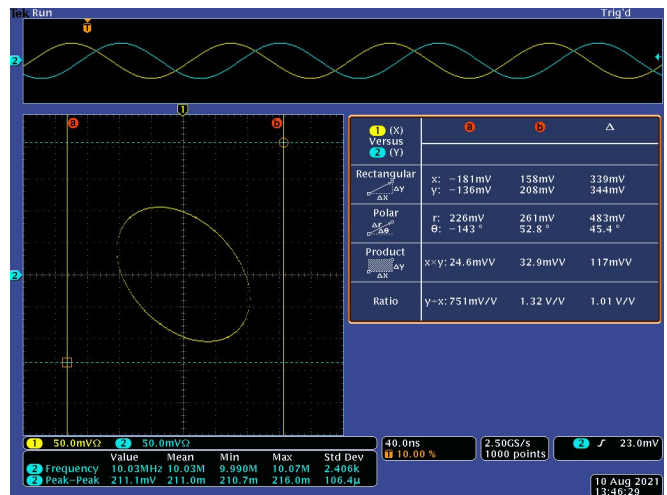 Tek Run Trig'd
T
2
1
a b
1 (X) Versus 2 (Y) a b Δ
Rectangular x: −181mV 158mV 339mV
Δy y: −136mV 208mV 344mV
Δx
Polar r: 226mV 261mV 483mV
Δr Δθ θ: −143 ° 52.8 ° 45.4 °
Product
Δy x×y: 24.6mVV 32.9mVV 117mVV
Δx
Ratio y÷x: 751mV/V 1.32 V/V 1.01 V/V
2
1 50.0mVΩ 2 50.0mVΩ 40.0ns 2.50GS/s 2 23.0mV
T 10.00 % 1000 points
Value Mean Min Max Std Dev
2 Frequency 10.03MHz 10.03M 9.990M 10.07M 2.406k
2 Peak–Peak 211.1mV 211.0m 210.7m 216.0m 106.4µ
10 Aug 2021
13:46:29